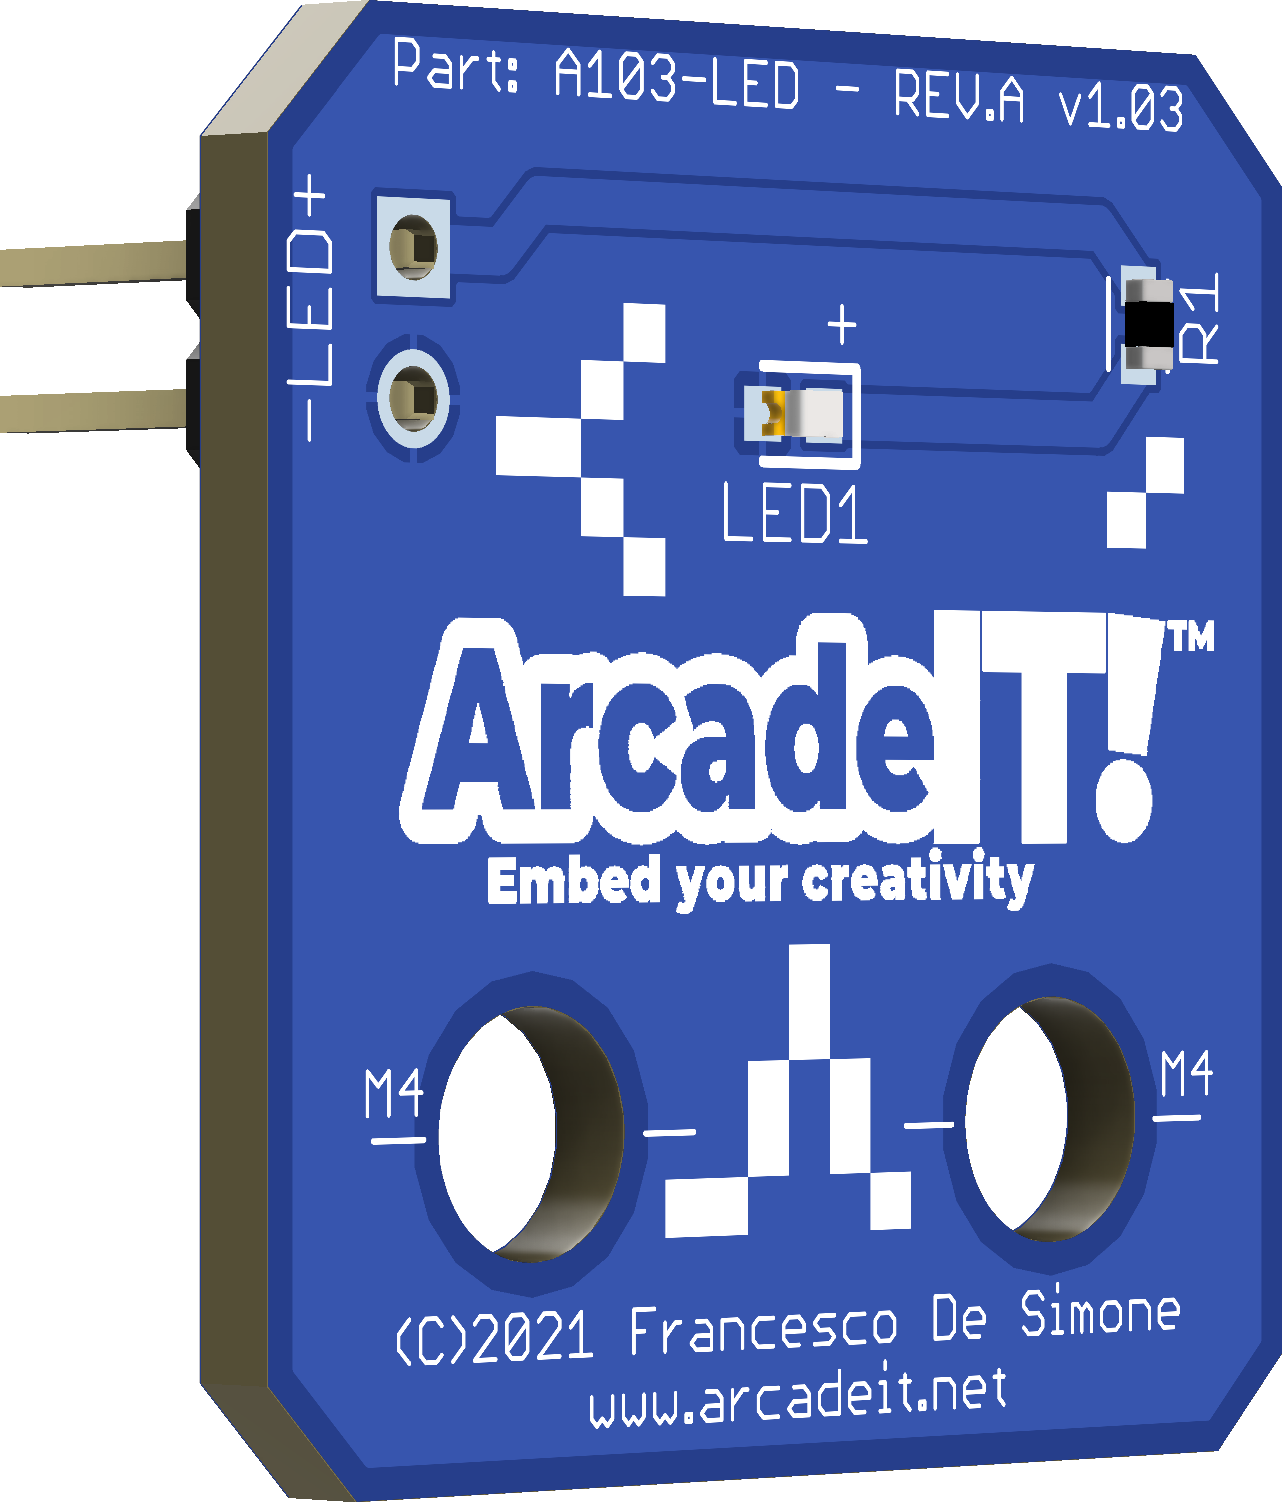 Part: A103-LED - REV.A v1.03
-LED+
+
R1
LED1
ArcadeIT!™
Embed your creativity
M4
M4
(C)2021 Francesco De Simone
www.arcadeit.net